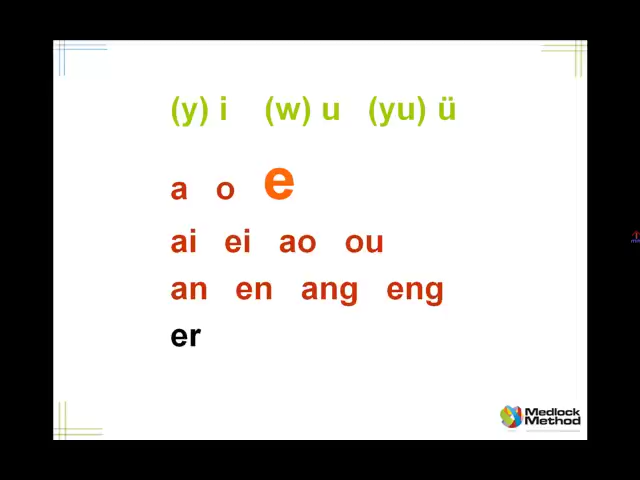 (y) i (w) u (yu) ü
a o e
ai ei ao ou
an en ang eng
er
Medlock
Method